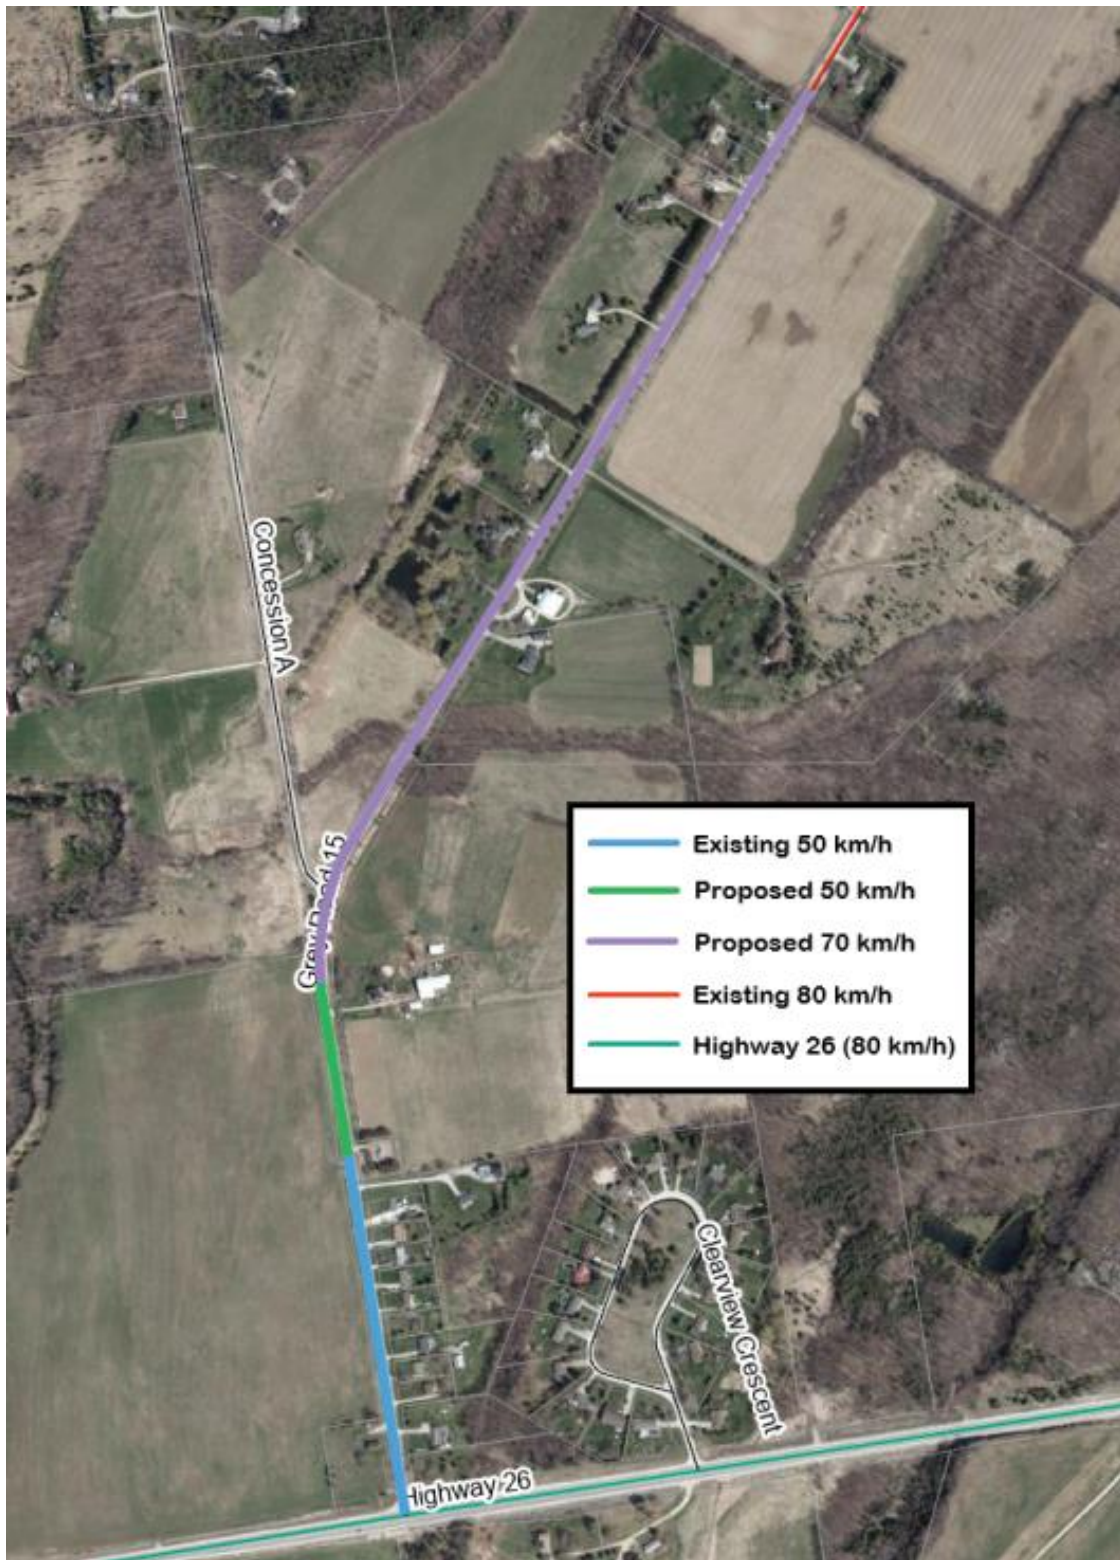 Concession A
Grey Road 15
Existing 50 km/h
Proposed 50 km/h
Proposed 70 km/h
Existing 80 km/h
Highway 26 (80 km/h)
Clearview Crescent
Highway 26